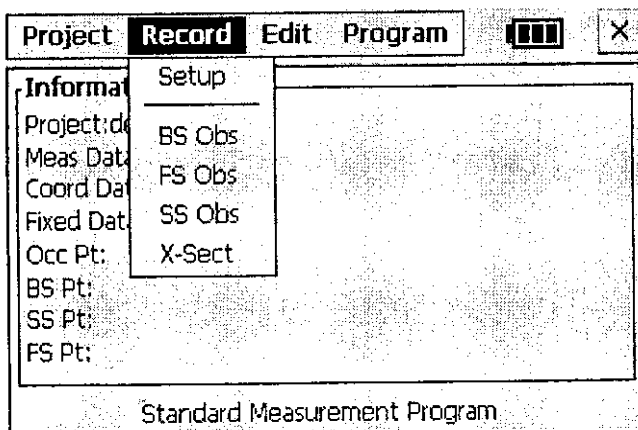 Project Record Edit Program ×
Setup
BS Obs
FS Obs
SS Obs
X-Sect
Informat
Project:de
Meas Data
Coord Dat
Fixed Dat
Occ Pt:
BS Pt:
SS Pt:
FS Pt:
Standard Measurement Program